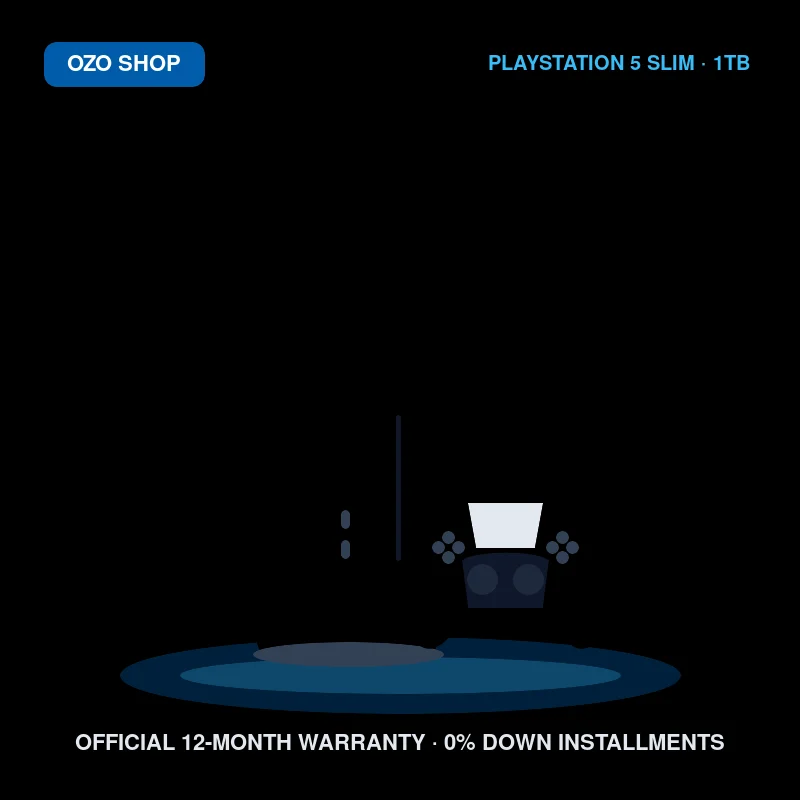 OZO SHOP
PLAYSTATION 5 SLIM · 1TB
OFFICIAL 12-MONTH WARRANTY · 0% DOWN INSTALLMENTS